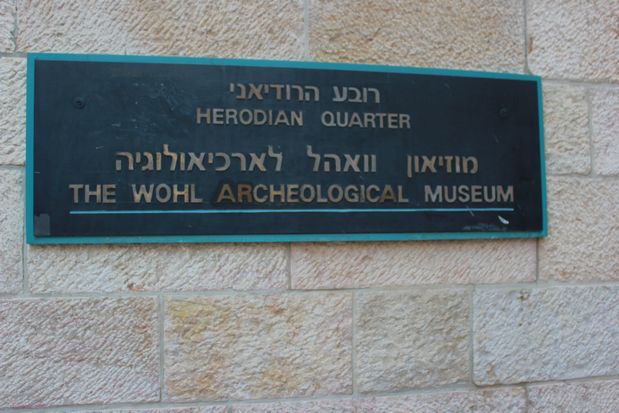 רובע הרודיאני
HERODIAN QUARTER
מוזיאון וואהל לארכיאולוגיה
THE WOHL ARCHEOLOGICAL MUSEUM